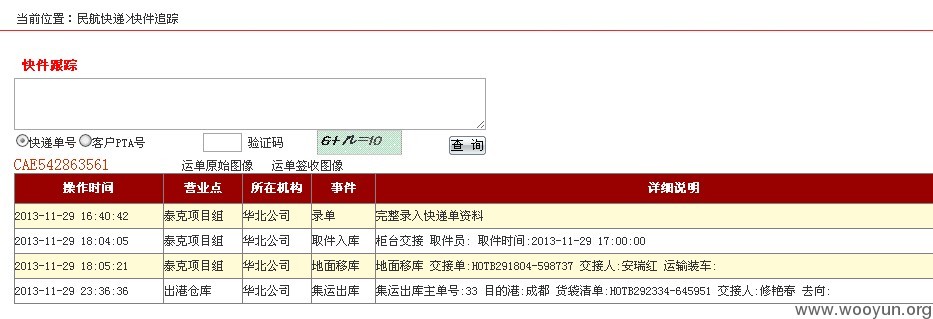 当前位置：民航快递>快件追踪
快件跟踪
快递单号 客户PTA号 验证码 6+n=10 查 询
CAE542863561 运单原始图像 运单签收图像
操作时间 营业点 所在机构 事件 详细说明
2013-11-29 16:40:42 泰克项目组 华北公司 录单 完整录入快递单资料
2013-11-29 18:04:05 泰克项目组 华北公司 取件入库 柜台交接 取件员: 取件时间:2013-11-29 17:00:00
2013-11-29 18:05:21 泰克项目组 华北公司 地面移库 地面移库 交接单:HOTB291804-598737 交接人:安瑞红 运输装车:
2013-11-29 23:36:36 出港仓库 华北公司 集运出库 集运出库主单号:33 目的港:成都 货袋清单:HOTB292334-645951 交接人:修艳春 去向:
www.wooyun.org